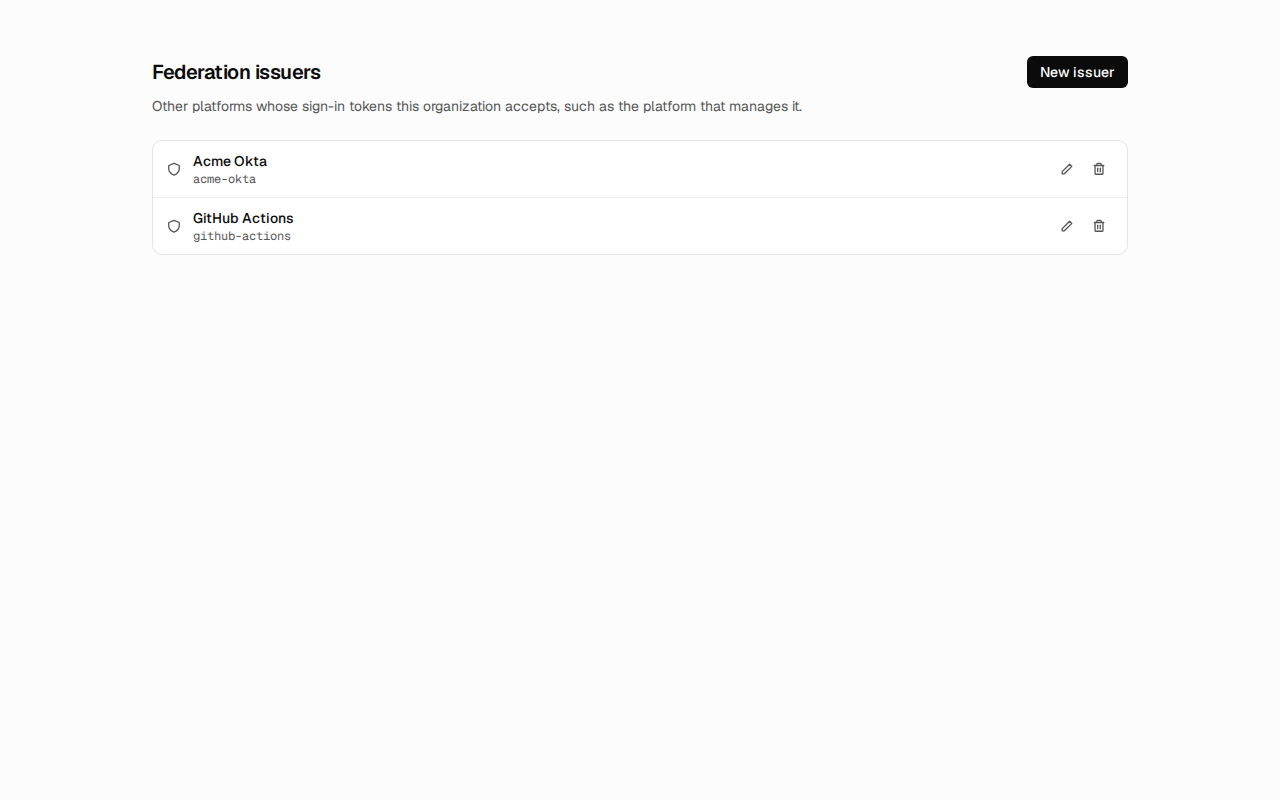 Federation issuers
New issuer
Other platforms whose sign-in tokens this organization accepts, such as the platform that manages it.
Acme Okta
acme-okta
GitHub Actions
github-actions